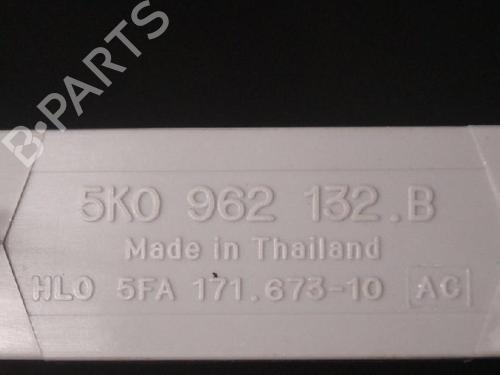 B-PARTS
5K0 962 132.B
Made in Thailand
HLO 5FA 171.673-10 AC